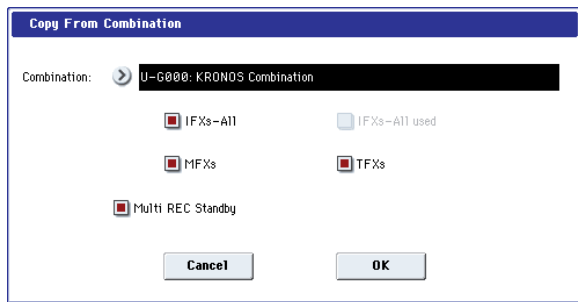 Copy From Combination
Combination: U-G000: KRONOS Combination
IFXs-All IFXs-All used
MFXs TFXs
Multi REC Standby
Cancel OK